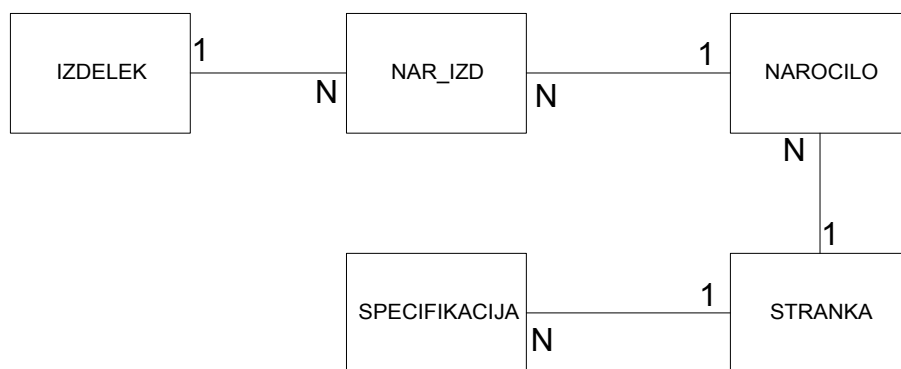 1
1
IZDELEK
NAR_IZD
NAROCILO
N
N
N
1
1
SPECIFIKACIJA
STRANKA
N